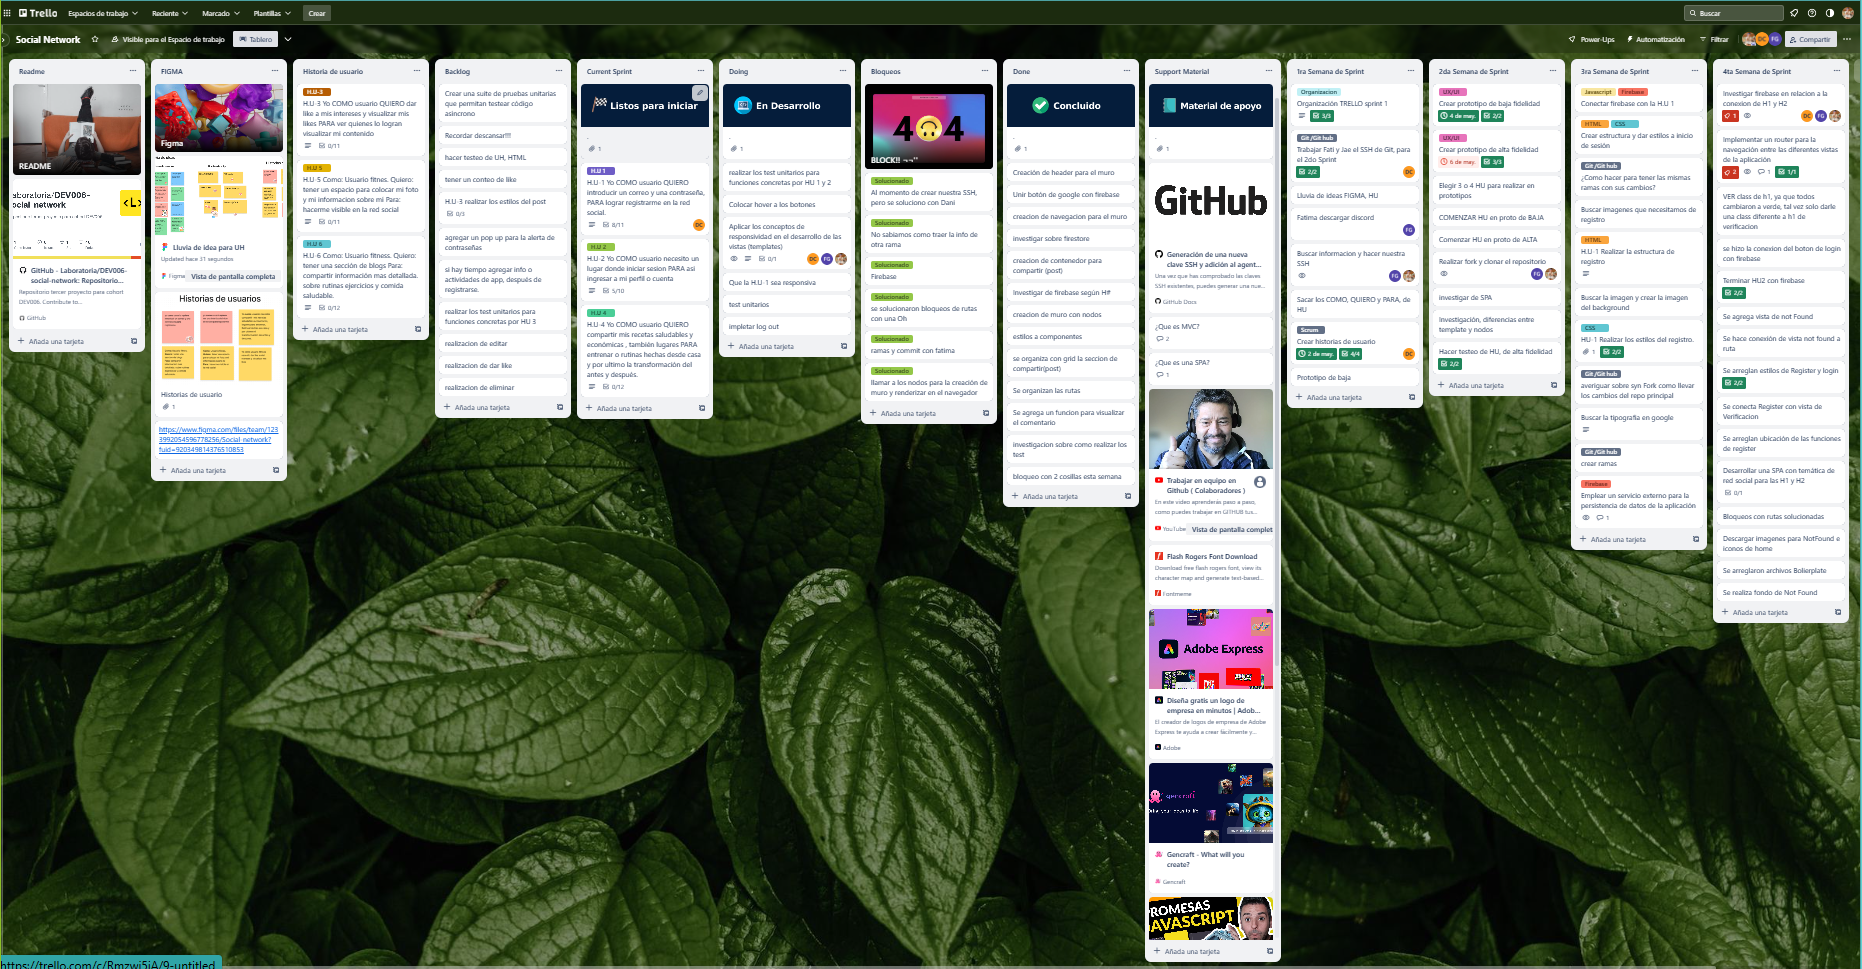 Trello
Espacios de trabajo
Reciente
Marcado
Plantillas
Crear
Buscar
Social Network
Visible para el Espacio de trabajo
Tablero
Power-Ups
Automatización
Filtrar
DC
FG
Compartir
Readme
README
aboratoria/DEV006-
ocial-network
GitHub - Laboratoria/DEV006-
social-network: Repositorio...
Repositorio tercer proyecto para cohort
DEV006. Contribute to...
GitHub
Añada una tarjeta
FIGMA
Figma
Lluvia de idea para UH
Updated hace 31 segundos
Figma
Vista de pantalla completa
Historias de usuarios
Historias de usuarios
1
https://www.figma.com/files/team/123
3992054596778256/Social-network?
fuid=920349814376510853
Añada una tarjeta
Historia de usuario
H.U-3
H.U-3 Yo COMO usuario QUIERO dar
like a mis intereses y visualizar mis
likes PARA ver quienes lo logran
visualizar mi contenido
0/11
H.U 5
H.U-5 Como: Usuario fitnes. Quiero:
tener un espacio para colocar mi foto
y mi informacion sobre mi Para:
hacerme visible en la red social
0/11
H.U 6
H.U-6 Como: Usuario fitness. Quiero:
tener una sección de blogs Para:
compartir información mas detallada.
sobre rutinas ejercicios y comida
saludable.
0/12
Añada una tarjeta
Backlog
Crear una suite de pruebas unitarias
que permitan testear código
asincrono
Recordar descansar!!!
hacer testeo de UH, HTML
tener un conteo de like
H.U-3 realizar los estilos del post
0/3
agregar un pop up para la alerta de
contraseñas
si hay tiempo agregar info o
actividades de app, después de
registrarse.
realizar los test unitarios para
funciones concretas por HU 3
realizacion de editar
realizacion de dar like
realizacion de eliminar
Añada una tarjeta
Current Sprint
Listos para iniciar
.
1
H.U 1
H.U-1 Yo COMO usuario QUIERO
introducir un correo y una contraseña,
PARA lograr registrarme en la red
social.
8/11
DC
H.U 2
H.U-2 Yo COMO usuario necesito un
lugar donde iniciar sesion PARA asi
ingresar a mi perfil o cuenta
5/10
H.U 4
H.U-4 Yo COMO usuario QUIERO
compartir mis recetas saludables y
económicas , también lugares PARA
entrenar o rutinas hechas desde casa
y por ultimo la transformación del
antes y después.
0/12
Añada una tarjeta
Doing
En Desarrollo
.
1
realizar los test unitarios para
funciones concretas por HU 1 y 2
Colocar hover a los botones
Aplicar los conceptos de
responsividad en el desarrollo de las
vistas (templates)
0/1
DC
FG
Que la H.U-1 sea responsiva
test unitarios
impletar log out
Añada una tarjeta
Bloqueos
404
BLOCK!! ¬¬"
Solucionado
Al momento de crear nuestra SSH,
pero se soluciono con Dani
Solucionado
No sabiamos como traer la info de
otra rama
Solucionado
Firebase
Solucionado
se solucionaron bloqueos de rutas
con una Oh
Solucionado
ramas y commit con fatima
Solucionado
llamar a los nodos para la creación de
muro y renderizar en el navegador
Añada una tarjeta
Done
Concluido
.
1
Creación de header para el muro
Unir botón de google con firebase
creacion de navegacion para el muro
investigar sobre firestore
creacion de contenedor para
compartir (post)
Investigar de firebase según H#
creacion de muro con nodos
estilos a componentes
se organiza con grid la seccion de
compartir(post)
Se organizan las rutas
Se agrega un funcion para visualizar
el comentario
investigacion sobre como realizar los
test
bloqueo con 2 cosillas esta semana
Añada una tarjeta
Support Material
Material de apoyo
.
1
GitHub
Generación de una nueva
clave SSH y adición al agent...
Una vez que has comprobado las claves
SSH existentes, puedes generar una nue...
GitHub Docs
¿Que es MVC?
2
¿Que es una SPA?
1
Trabajar en equipo en
Github ( Colaboradores )
En este video aprenderás paso a paso,
como puedes trabajar en GITHUB tus...
YouTube
Vista de pantalla complet
Flash Rogers Font Download
Download free flash rogers font, view its
character map and generate text-based...
Fontmeme
Adobe Express
Diseña gratis un logo de
empresa en minutos | Adob...
El creador de logos de empresa de Adobe
Express te ayuda a crear fácilmente y...
Adobe
gencraft
Gencraft - What will you
create?
Gencraft
ROMESAS
AVASCRIPT
Añada una tarjeta
1ra Semana de Sprint
Organizacion
Organización TRELLO sprint 1
3/3
Git /Git hub
Trabajar Fati y Jae el SSH de Git, para
el 2do Sprint
2/2
DC
Lluvia de ideas FIGMA, HU
Fatima descargar discord
FG
Buscar informacion y hacer nuestra
SSH
FG
Sacar los COMO, QUIERO y PARA, de
HU
Scrum
Crear historias de usuario
2 de may.
4/4
DC
Prototipo de baja
Añada una tarjeta
2da Semana de Sprint
UX/UI
Crear prototipo de baja fidelidad
4 de may.
2/2
UX/UI
Crear prototipo de alta fidelidad
6 de may.
3/3
Elegir 3 o 4 HU para realizar en
prototipos
COMENZAR HU en proto de BAJA
Comenzar HU en proto de ALTA
Realizar fork y clonar el repositorio
FG
investigar de SPA
investigación, diferencias entre
template y nodos
Hacer testeo de HU, de alta fidelidad
2/2
Añada una tarjeta
3ra Semana de Sprint
Javascript
Firebase
Conectar firebase con la H.U 1
HTML
CSS
Crear estructura y dar estilos a inicio
de sesión
Git /Git hub
¿Como hacer para tener las mismas
ramas con sus cambios?
Buscar imagenes que necesitamos de
registro
HTML
HU-1 Realizar la estructura de
registro
Buscar la imagen y crear la imagen
del background
CSS
HU-1 Realizar los estilos del registro.
1
2/2
Git /Git hub
averiguar sobre syn Fork como llevar
los cambios del repo principal
Buscar la tipografía en google
Git /Git hub
crear ramas
Firebase
Emplear un servicio externo para la
persistencia de datos de la aplicación
1
Añada una tarjeta
4ta Semana de Sprint
Investigar firebase en relacion a la
conexion de H1 y H2
1
DC
FG
Implementar un router para la
navegación entre las diferentes vistas
de la aplicación
2
1
1/1
VER class de h1, ya que todos
cambiaron a verde, tal vez solo darle
una class diferente a h1 de
verificacion
se hizo la conexion del boton de login
con firebase
Terminar HU2 con firebase
2/2
Se agrega vista de not Found
Se hace conexión de vista not found a
ruta
Se arreglan estilos de Register y login
2/2
Se conecta Register con vista de
Verificacion
Se arreglan ubicación de las funciones
de register
Desarrollar una SPA con temática de
red social para las H1 y H2
0/1
Bloqueos con rutas solucionadas
Descargar imagenes para NotFound e
iconos de home
Se arreglaron archivos Bolierplate
Se realiza fondo de Not Found
Añada una tarjeta
https://trello.com/c/Rmzwi5jA/9-untitled